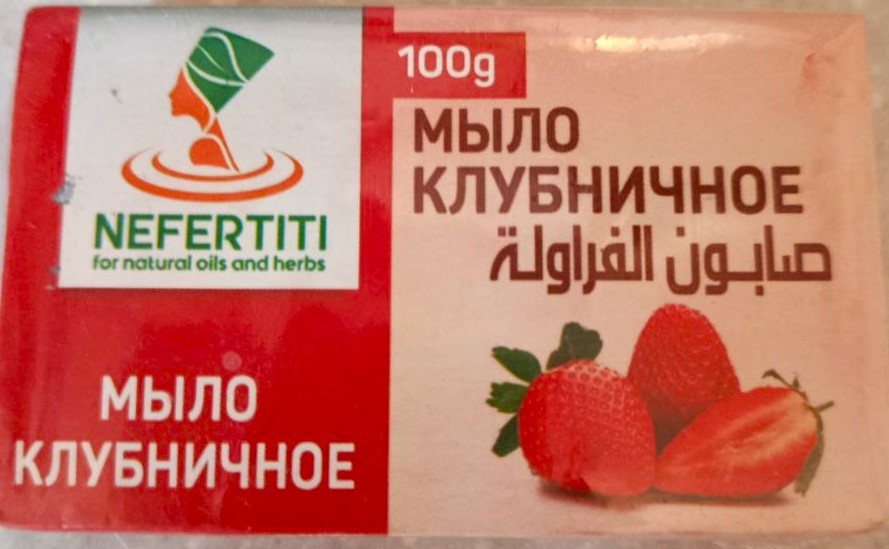 NEFERTITI
for natural oils and herbs
МЫЛО
КЛУБНИЧНОЕ
100g
МЫЛО
КЛУБНИЧНОЕ
صابون الفراولة